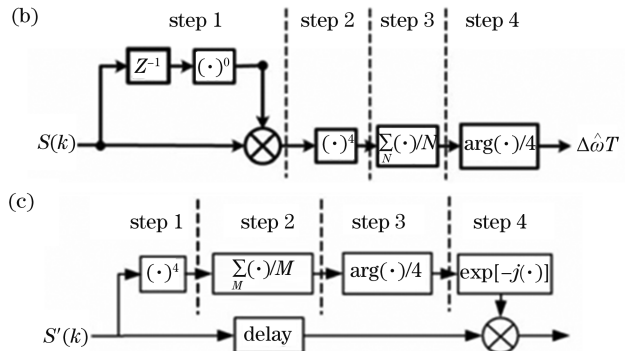 (b)
step 1 step 2 step 3 step 4
Z⁻¹ (·)⁰
S(k) (·)⁴ ∑(·)/N arg(·)/4 Δω̂T
N
(c)
step 1 step 2 step 3 step 4
(·)⁴ ∑(·)/M arg(·)/4 exp[−j(·)]
M
S′(k) delay